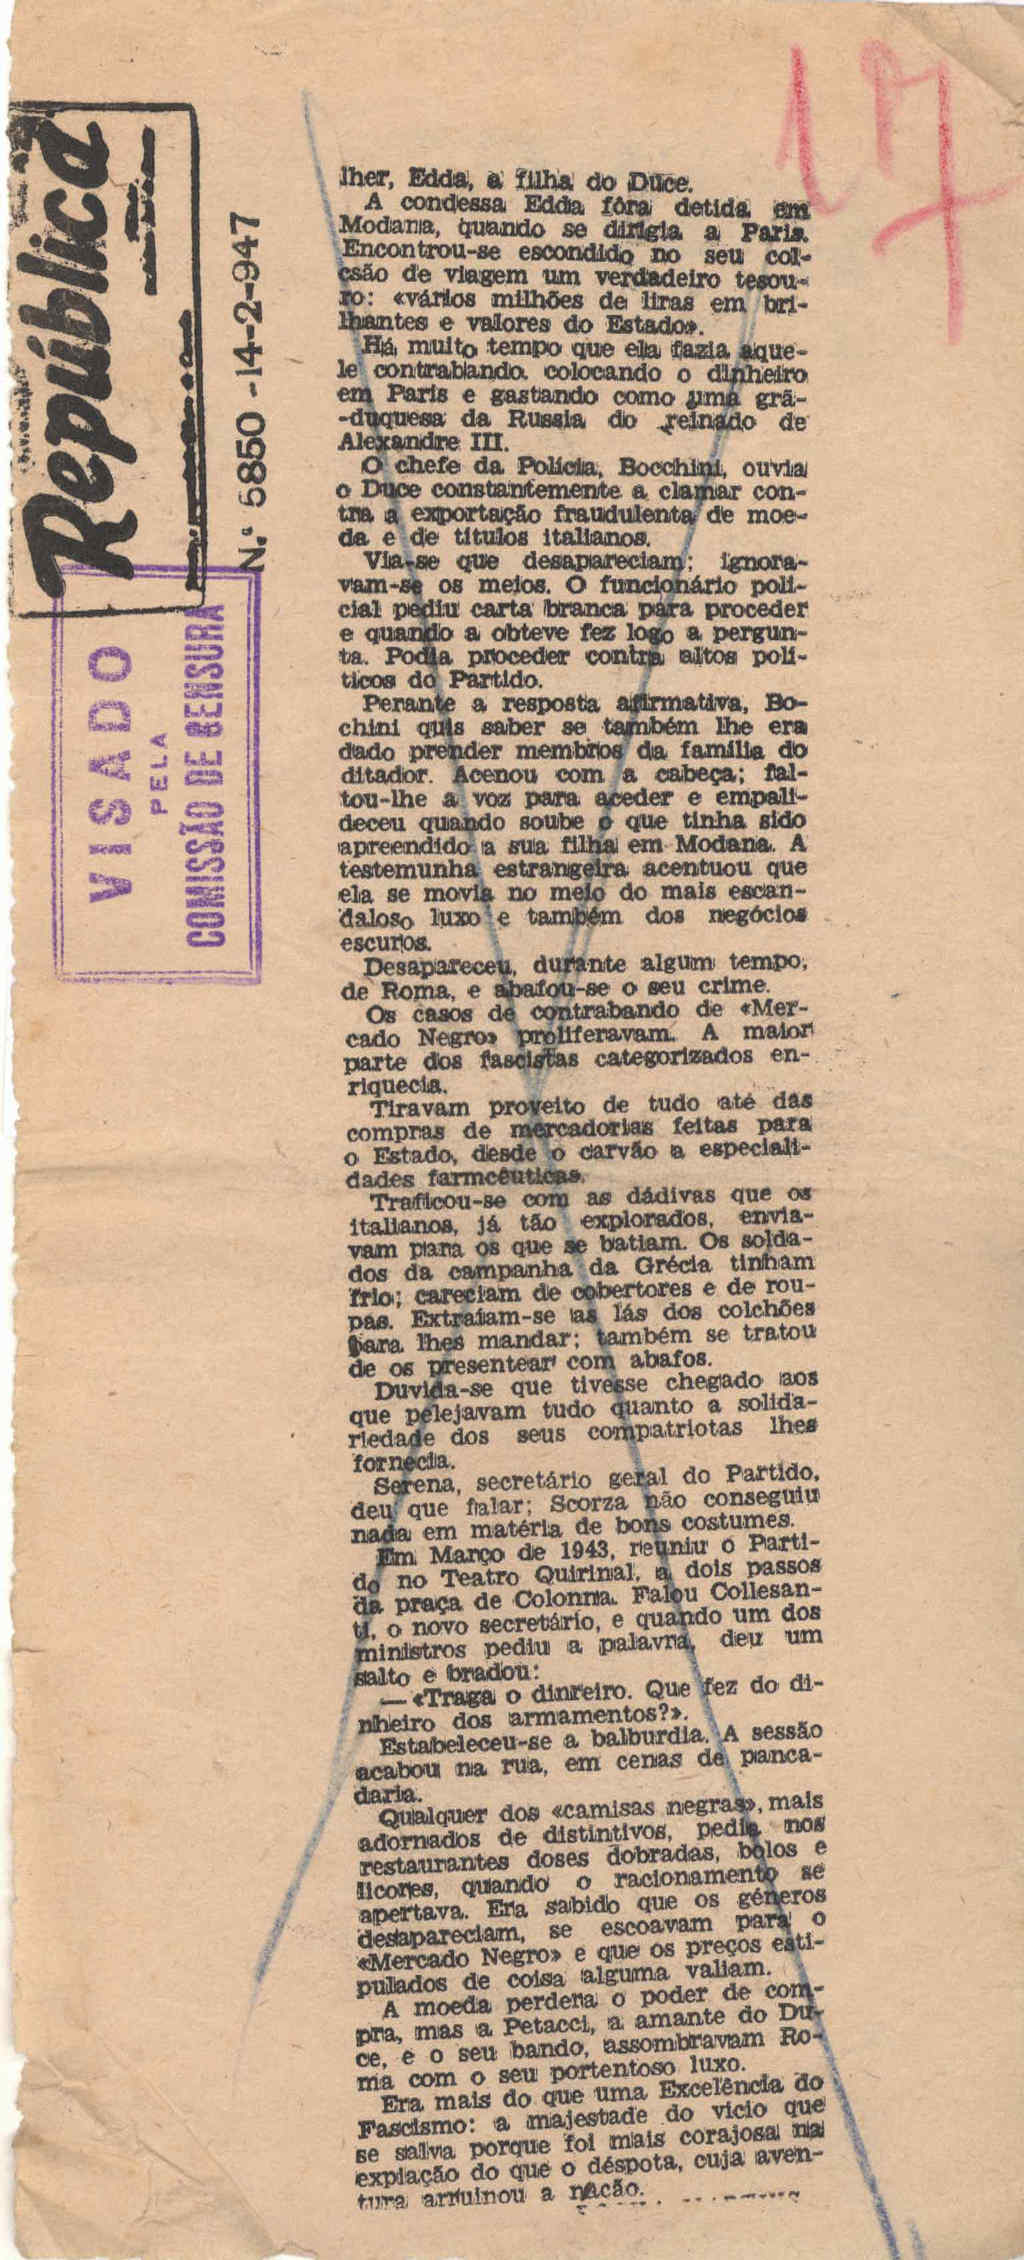 17
República
N.º 5850-14-2-947
VISADO
PELA
COMISSÃO DE CENSURA
lher, Edda, a filha do Duce.
A condessa Edda fôra detida em
Modana, quando se dirigia a Paris.
Encontrou-se escondido no seu col-
csão de viagem um verdadeiro tesou-
ro: «vários milhões de liras em bri-
lhantes e valores do Estado».
Há muito tempo que ela fazia aque-
le contrabando. colocando o dinheiro
em Paris e gastando como uma grã-
-duquesa da Russia do reinado de
Alexandre III.
O chefe da Polícia, Bocchini, ouvia
o Duce constantemente a clamar con-
tra a exportação fraudulenta de moe-
da e de títulos italianos.
Via-se que desapareciam; ignora-
vam-se os meios. O funcionário poli-
cial pediu carta branca para proceder
e quando a obteve fez logo a pergun-
ta. Podia proceder contra altos polí-
ticos do Partido.
Perante a resposta afirmativa, Bo-
chini quis saber se também lhe era
dado prender membros da família do
ditador. Acenou com a cabeça; fal-
tou-lhe a voz para aceder e empali-
deceu quando soube o que tinha sido
apreendido a sua filha em Modana. A
testemunha estrangeira acentuou que
ela se movia no meio do mais escan-
daloso luxo e também dos negócios
escuros.
Desapareceu, durante algum tempo,
de Roma, e abafou-se o seu crime.
Os casos de contrabando de «Mer-
cado Negro» proliferavam. A maior
parte dos fascistas categorizados en-
riquecia.
Tiravam proveito de tudo até das
compras de mercadorias feitas para
o Estado, desde o carvão a especiali-
dades farmcêuticas.
Traficou-se com as dádivas que os
italianos, já tão explorados, envia-
vam para os que se batiam. Os solda-
dos da campanha da Grécia tinham
frio; careciam de cobertores e de rou-
pas. Extraíam-se as lás dos colchões
para lhes mandar; também se tratou
de os presentear com abafos.
Duvida-se que tivesse chegado aos
que pelejavam tudo quanto a solida-
riedade dos seus compatriotas lhes
fornecia.
Serena, secretário geral do Partido,
deu que falar; Scorza não conseguiu
nada em matéria de bons costumes.
Em Março de 1943, reuniu o Parti-
do no Teatro Quirinal, a dois passos
da praça de Colonna. Falou Collesan-
ti, o novo secretário, e quando um dos
ministros pediu a palavra, deu um
salto e bradou:
—«Traga o dinreiro. Que fez do di-
nheiro dos armamentos?».
Estabeleceu-se a balburdia. A sessão
acabou na rua, em cenas de panca-
daria.
Qualquer dos «camisas negras», mais
adornados de distintivos, pedia nos
restaurantes doses dobradas, bolos e
licores, quando o racionamento se
apertava. Era sabido que os géneros
desapareciam, se escoavam para o
«Mercado Negro» e que os preços esti-
pulados de coisa alguma valiam.
A moeda perdera o poder de com-
pra, mas a Petacci, a amante do Du-
ce, e o seu bando, assombravam Ro-
ma com o seu portentoso luxo.
Era mais do que uma Excelência do
Fascismo: a majestade do vício que
se salva porque foi mais corajosa na
expiação do que o déspota, cuja aven-
tura arruinou a nação.